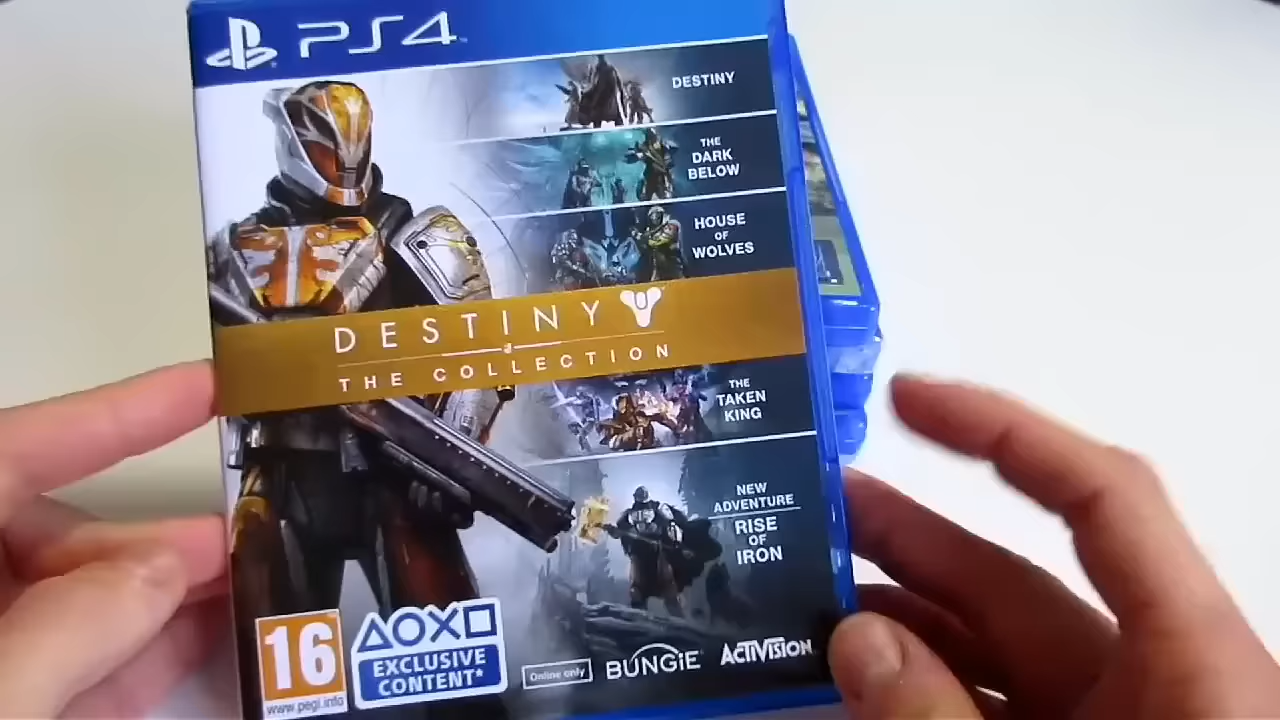 PS4™
DESTINY
THE
DARK
BELOW
HOUSE
OF
WOLVES
DESTINY
THE COLLECTION
THE
TAKEN
KING
NEW
ADVENTURE
RISE
OF
IRON
16
www.pegi.info
EXCLUSIVE
CONTENT*
Online only
BUNGiE
ACTIVISION